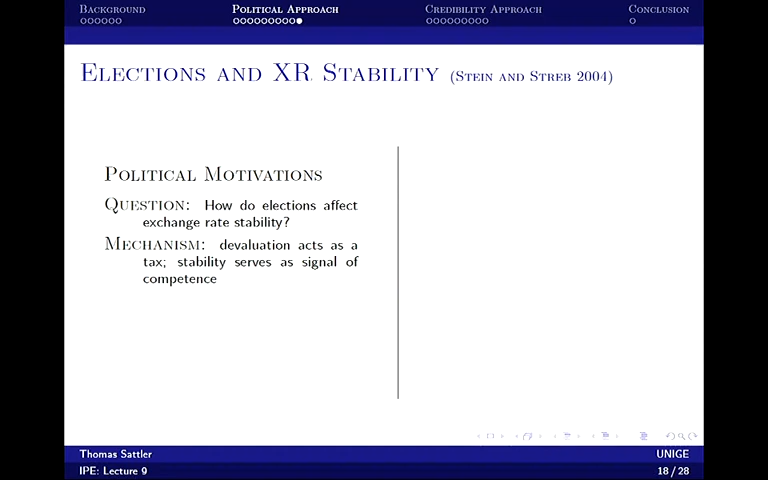 Background Political Approach Credibility Approach Conclusion
Elections and XR Stability (Stein and Streb 2004)
Political Motivations
Question: How do elections affect
exchange rate stability?
Mechanism: devaluation acts as a
tax; stability serves as signal of
competence
Thomas Sattler UNIGE
IPE: Lecture 9 18 / 28